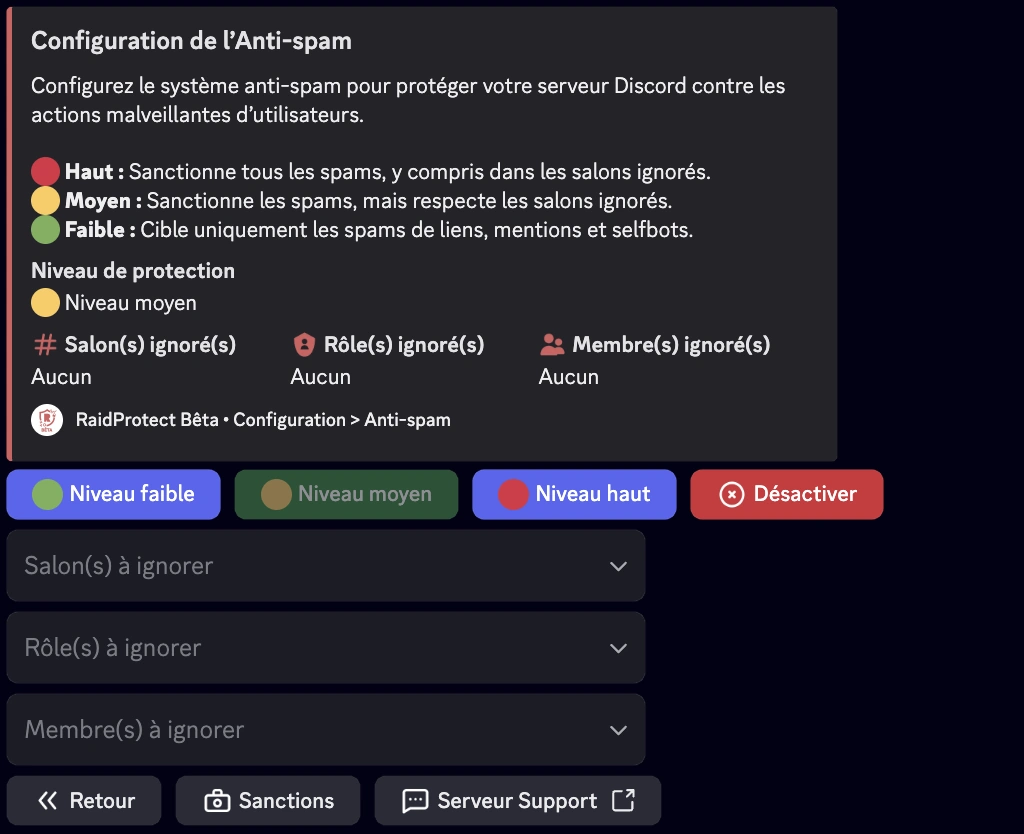 Configuration de l’Anti-spam
Configurez le système anti-spam pour protéger votre serveur Discord contre les
actions malveillantes d’utilisateurs.
Haut : Sanctionne tous les spams, y compris dans les salons ignorés.
Moyen : Sanctionne les spams, mais respecte les salons ignorés.
Faible : Cible uniquement les spams de liens, mentions et selfbots.
Niveau de protection
Niveau moyen
Salon(s) ignoré(s) Rôle(s) ignoré(s) Membre(s) ignoré(s)
Aucun Aucun Aucun
RaidProtect Bêta • Configuration > Anti-spam
Niveau faible Niveau moyen Niveau haut Désactiver
Salon(s) à ignorer
Rôle(s) à ignorer
Membre(s) à ignorer
Retour Sanctions Serveur Support